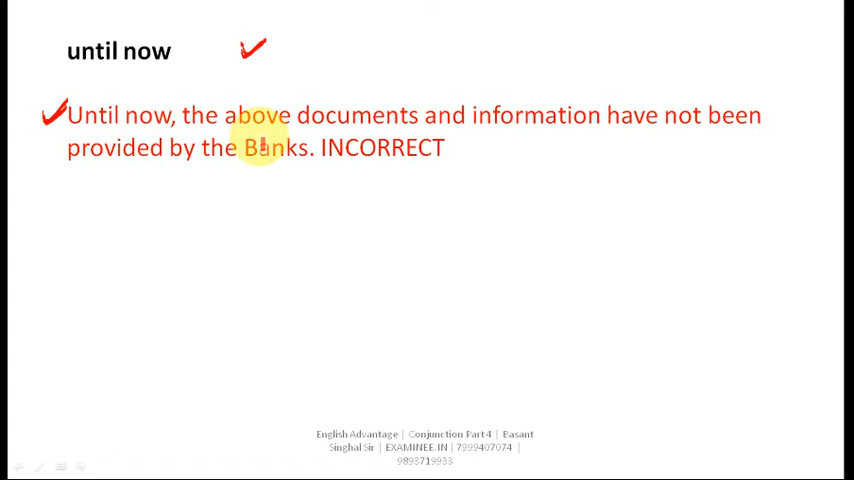 until now
Until now, the above documents and information have not been
provided by the Banks. INCORRECT
English Advantage | Conjunction Part 4 | Basant
Singhal Sir | EXAMINEE.IN | 7999407074 |
9893719933